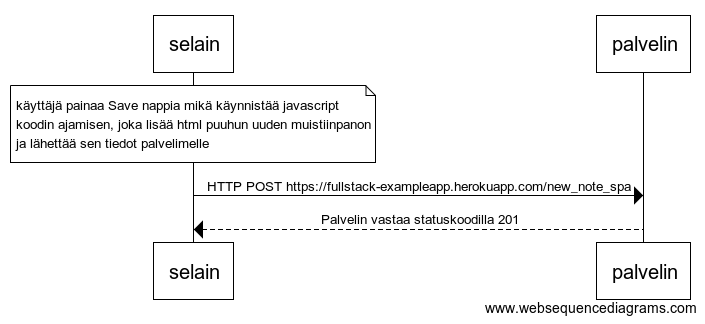 selain
palvelin
käyttäjä painaa Save nappia mikä käynnistää javascript
koodin ajamisen, joka lisää html puuhun uuden muistiinpanon
ja lähettää sen tiedot palvelimelle
HTTP POST https://fullstack-exampleapp.herokuapp.com/new_note_spa
Palvelin vastaa statuskoodilla 201
selain
palvelin
www.websequencediagrams.com